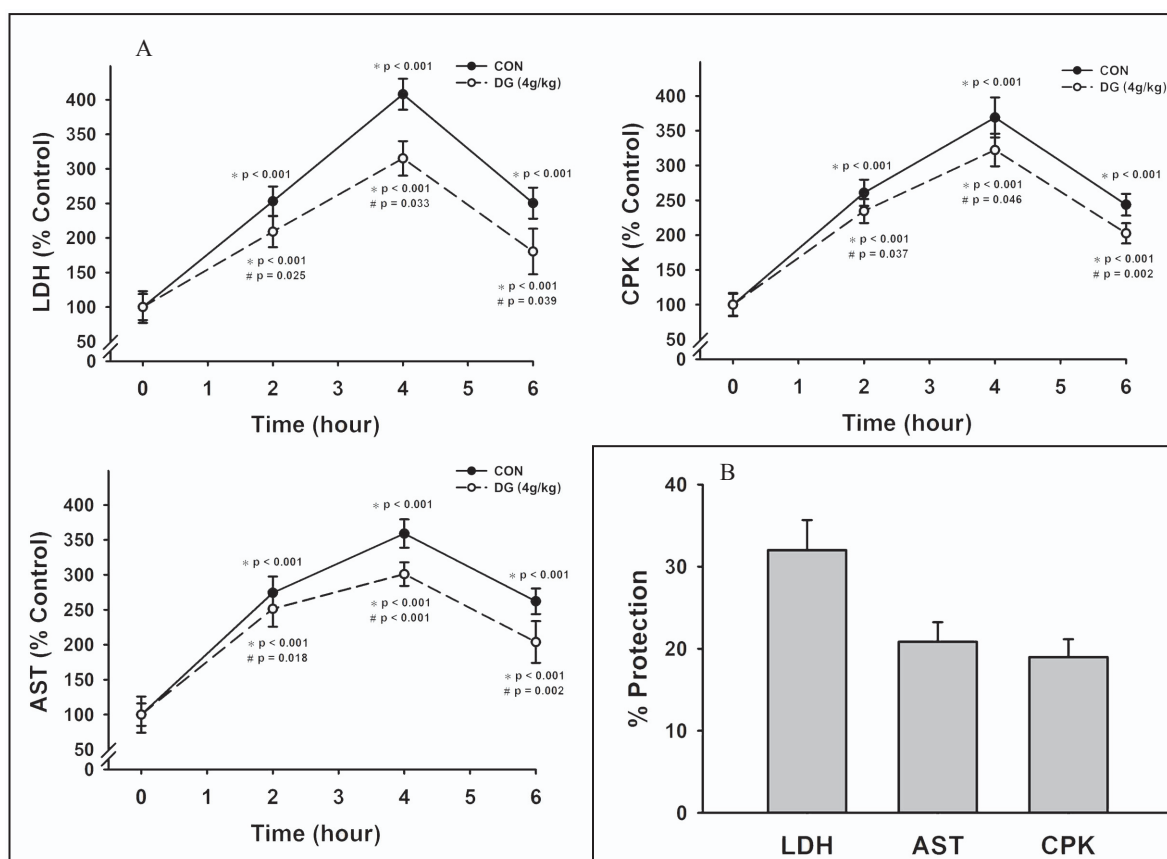 A
CON
DG (4g/kg)
LDH (% Control)
400
350
300
250
200
150
100
50
0
* p < 0.001
* p < 0.001
* p < 0.001
# p = 0.033
* p < 0.001
* p < 0.001
# p = 0.025
* p < 0.001
# p = 0.039
0 1 2 3 4 5 6
Time (hour)
CON
DG (4g/kg)
CPK (% Control)
400
350
300
250
200
150
100
50
0
* p < 0.001
* p < 0.001
* p < 0.001
# p = 0.046
* p < 0.001
* p < 0.001
# p = 0.037
* p < 0.001
# p = 0.002
0 1 2 3 4 5 6
Time (hour)
CON
DG (4g/kg)
AST (% Control)
400
350
300
250
200
150
100
50
0
* p < 0.001
* p < 0.001
* p < 0.001
* p < 0.001
# p < 0.001
* p < 0.001
# p = 0.018
* p < 0.001
# p = 0.002
0 1 2 3 4 5 6
Time (hour)
B
% Protection
40
30
20
10
0
LDH AST CPK